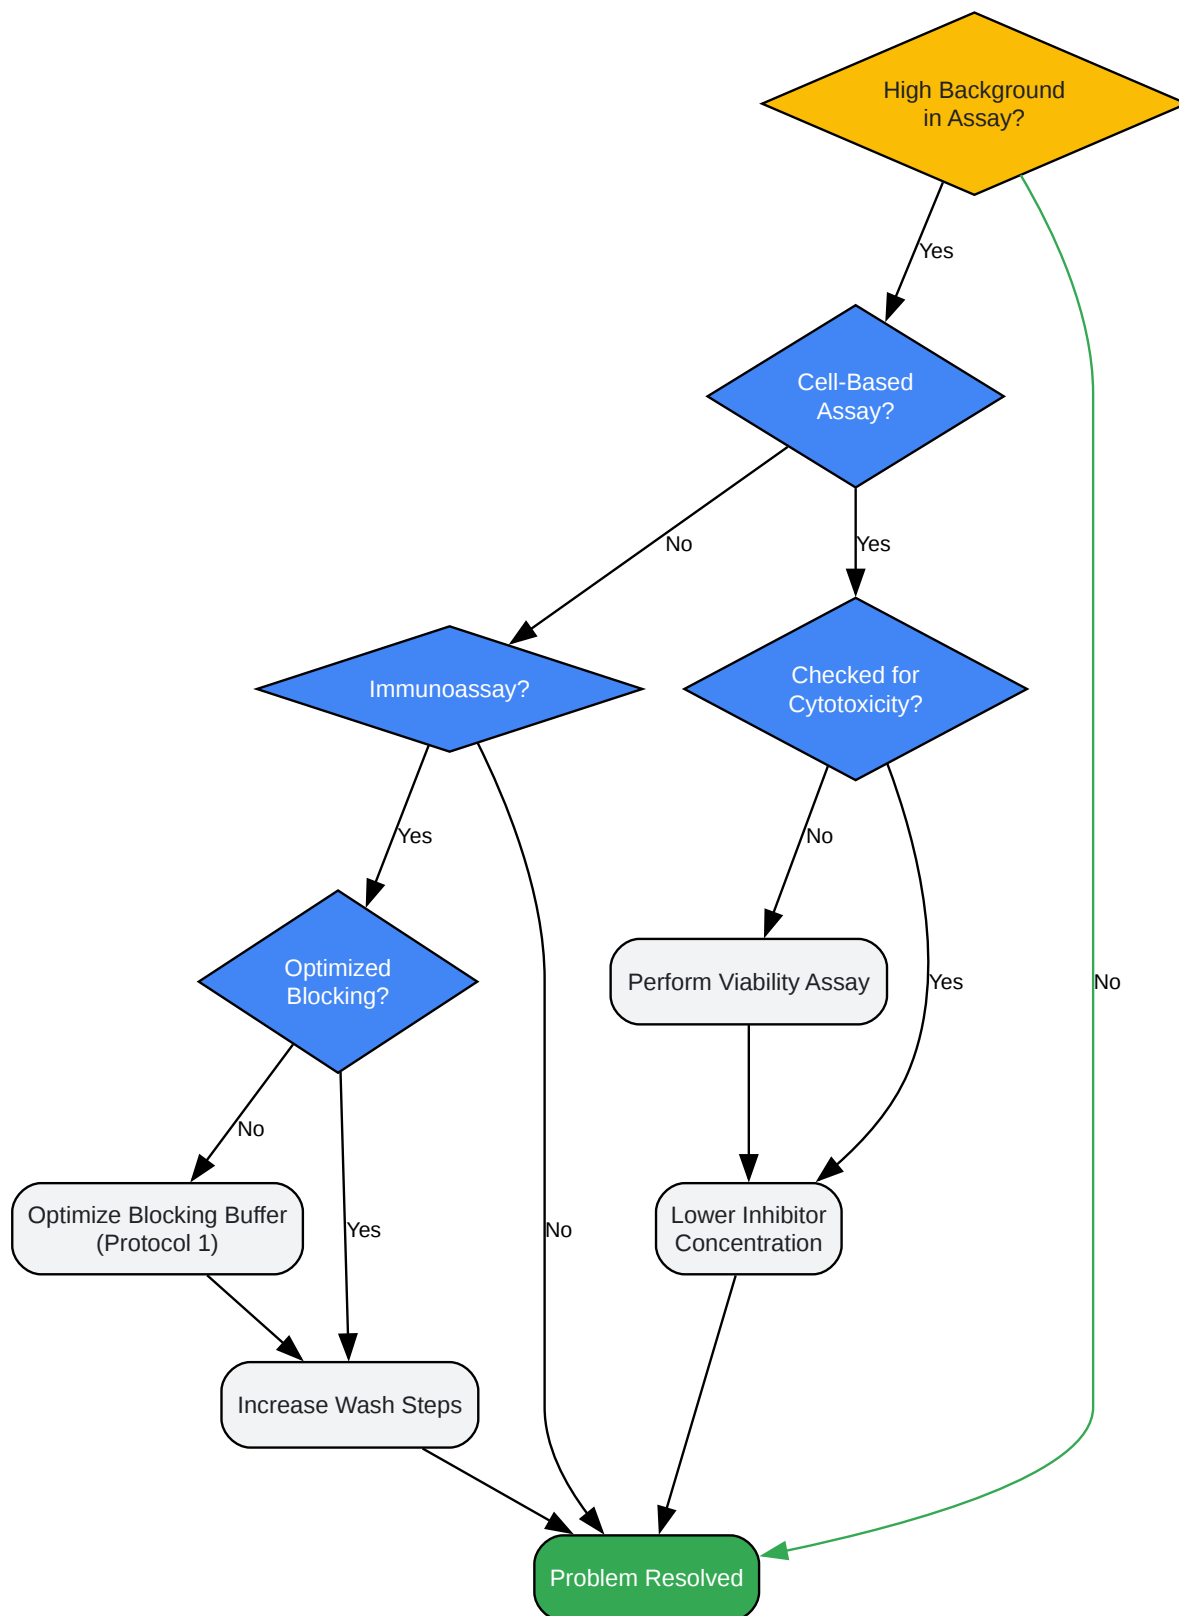 High Background
in Assay?
Yes
Cell-Based
Assay?
No
Yes
Immunoassay?
Checked for
Cytotoxicity?
Yes
No
Optimized
Blocking?
Perform Viability Assay
Yes
No
No
Optimize Blocking Buffer
(Protocol 1)
Yes
No
Lower Inhibitor
Concentration
Increase Wash Steps
Problem Resolved